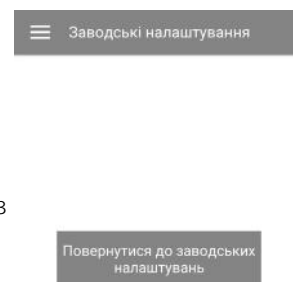 Заводські налаштування
з
Повернутися до заводських
налаштувань